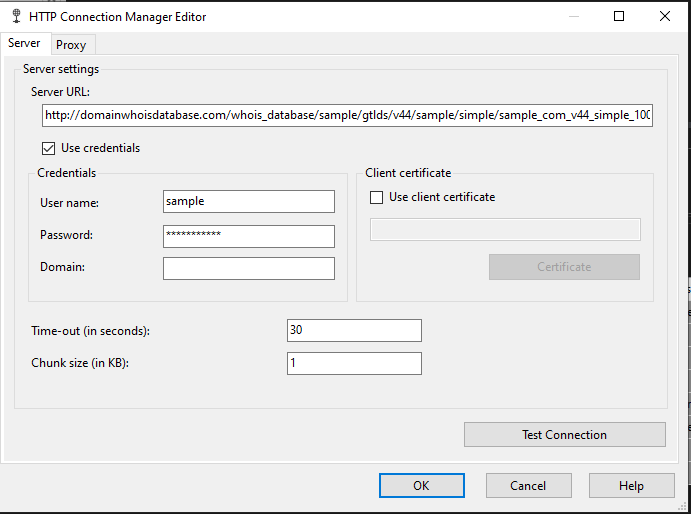 HTTP Connection Manager Editor
Server Proxy
Server settings
Server URL:
http://domainwhoisdatabase.com/whois_database/sample/gtlds/v44/sample/simple/sample_com_v44_simple_100
Use credentials
Credentials
User name: sample
Password: ***********
Domain:
Client certificate
Use client certificate
Certificate
Time-out (in seconds): 30
Chunk size (in KB): 1
Test Connection
OK Cancel Help